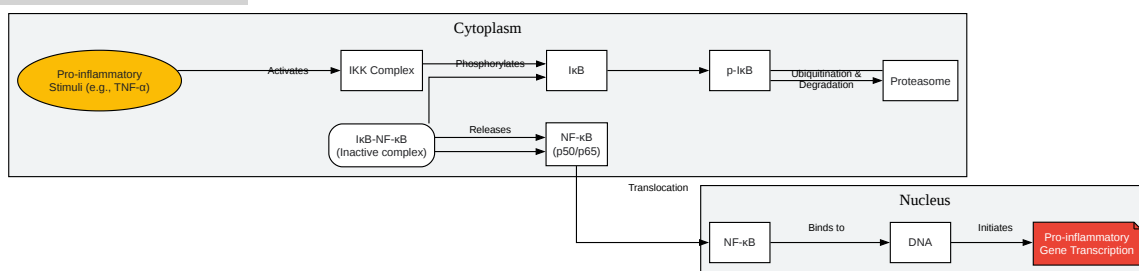 Cytoplasm
Pro-inflammatory
Stimuli (e.g., TNF-α)
Activates
IKK Complex
Phosphorylates
IκB
p-IκB
Ubiquitination &
Degradation
Proteasome
IκB-NF-κB
(Inactive complex)
Releases
NF-κB
(p50/p65)
Translocation
Nucleus
NF-κB
Binds to
DNA
Initiates
Pro-inflammatory
Gene Transcription